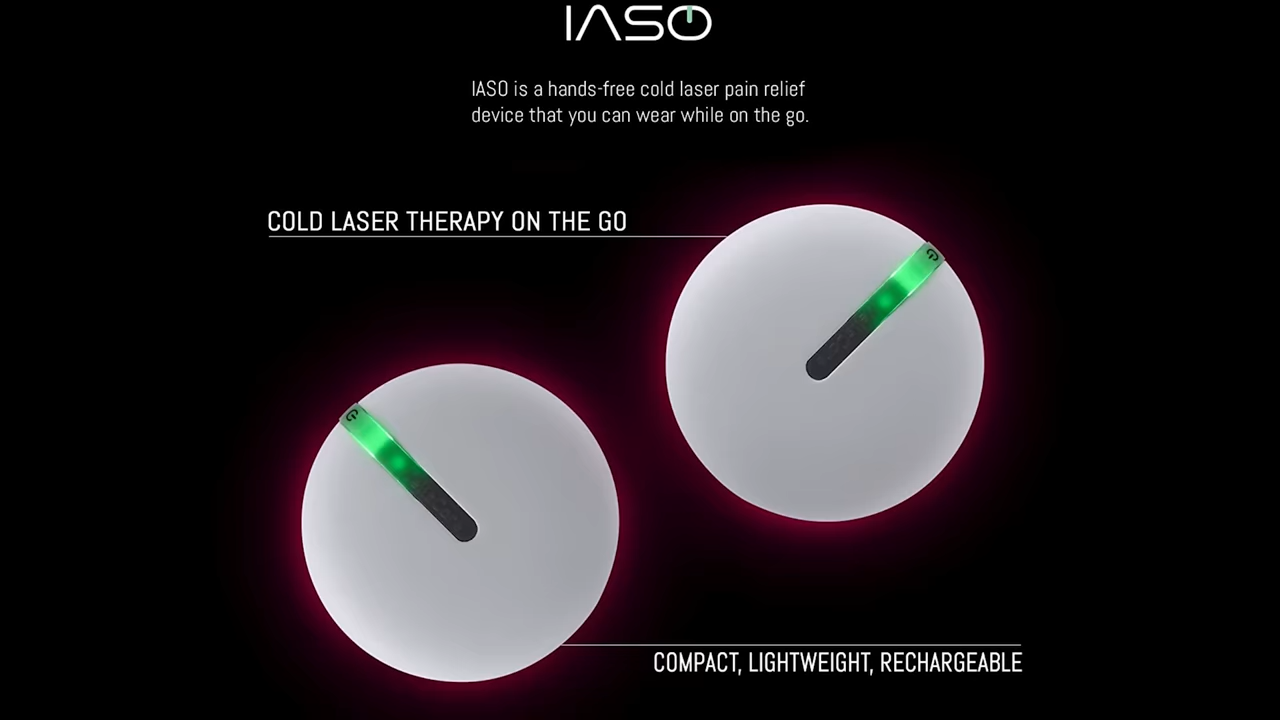 IASO
IASO is a hands-free cold laser pain relief
device that you can wear while on the go.
COLD LASER THERAPY ON THE GO
COMPACT, LIGHTWEIGHT, RECHARGEABLE